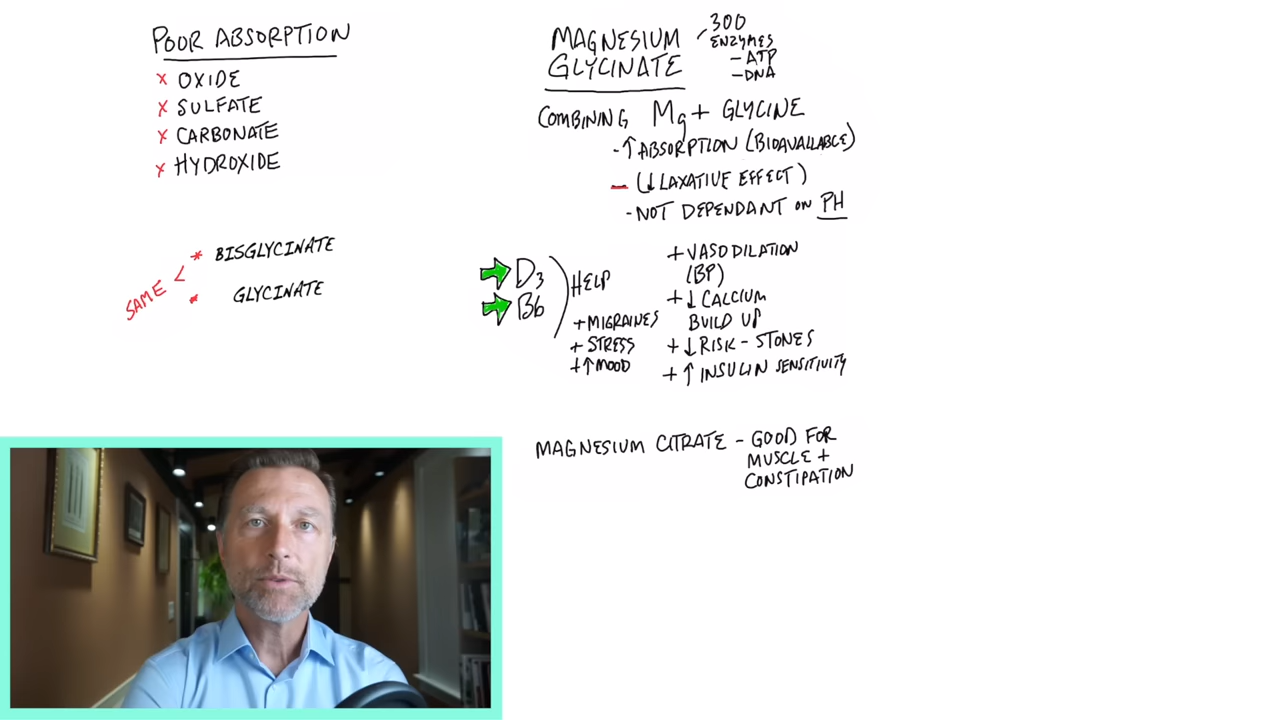 POOR ABSORPTION
x OXIDE
x SULFATE
x CARBONATE
x HYDROXIDE
SAME <
* BISGLYCINATE
* GLYCINATE
MAGNESIUM
GLYCINATE
300
ENZYMES
- ATP
- DNA
COMBINING Mg + GLYCINE
- ↑ ABSORPTION (BIOAVAILABLE)
- (↓ LAXATIVE EFFECT)
- NOT DEPENDANT ON PH
D3
B6
HELP
+ MIGRAINES
+ STRESS
+ ↑ MOOD
+ VASODILATION
(BP)
+ ↓ CALCIUM
BUILD UP
+ ↓ RISK - STONES
+ ↑ INSULIN SENSITIVITY
MAGNESIUM CITRATE - GOOD FOR
MUSCLE +
CONSTIPATION